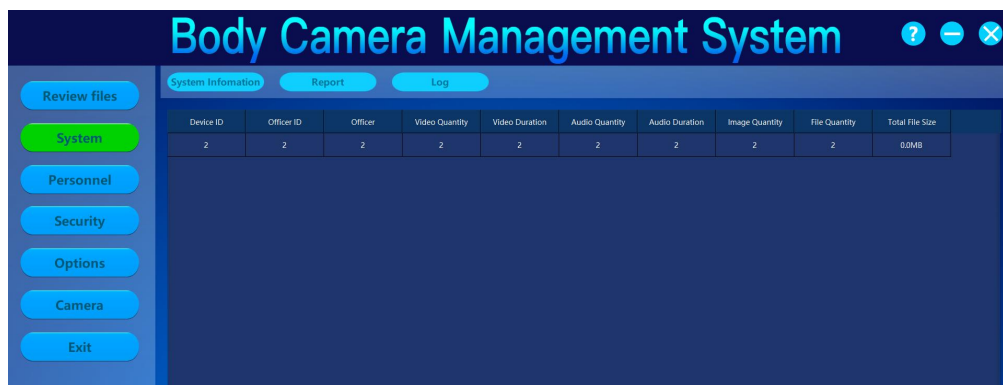 Body Camera Management System ?
Review files
System
Personnel
Security
Options
Camera
Exit
System Infomation Report Log
Device ID Officer ID Officer Video Quantity Video Duration Audio Quantity Audio Duration Image Quantity File Quantity Total File Size
2 2 2 2 2 2 2 2 2 0.0MB